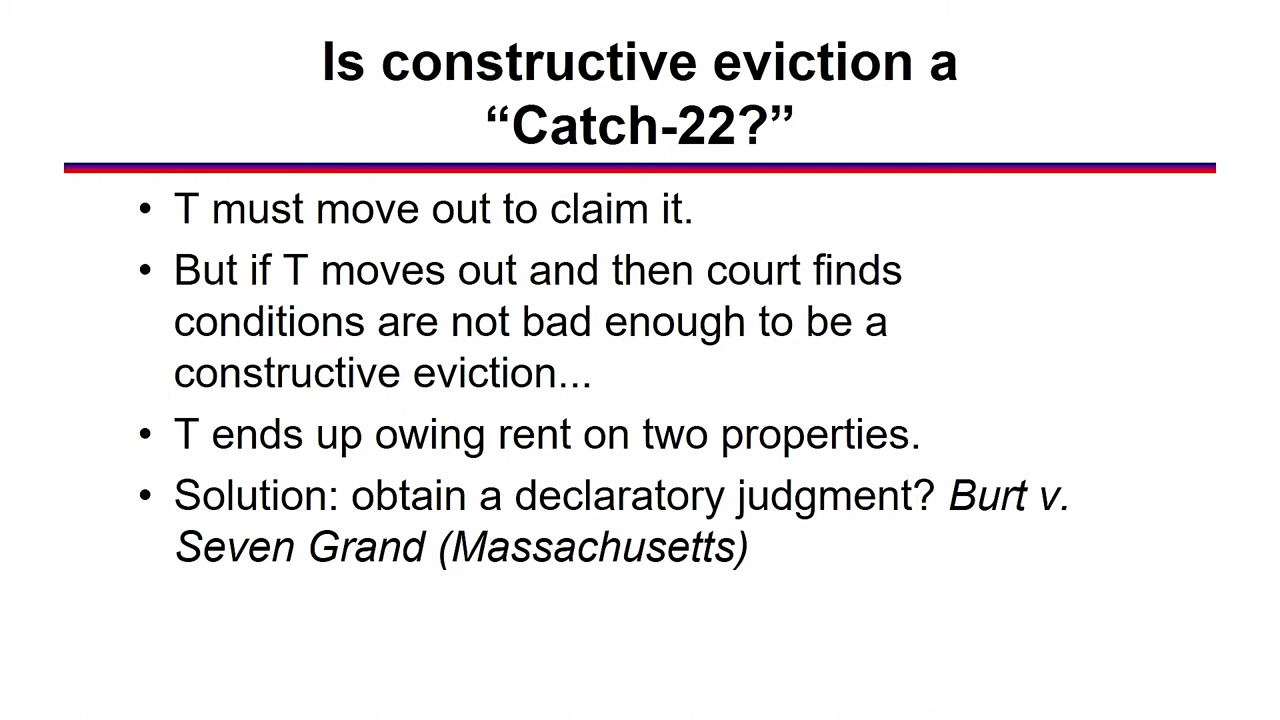 Is constructive eviction a
“Catch-22?”
• T must move out to claim it.
• But if T moves out and then court finds
conditions are not bad enough to be a
constructive eviction...
• T ends up owing rent on two properties.
• Solution: obtain a declaratory judgment? Burt v.
Seven Grand (Massachusetts)